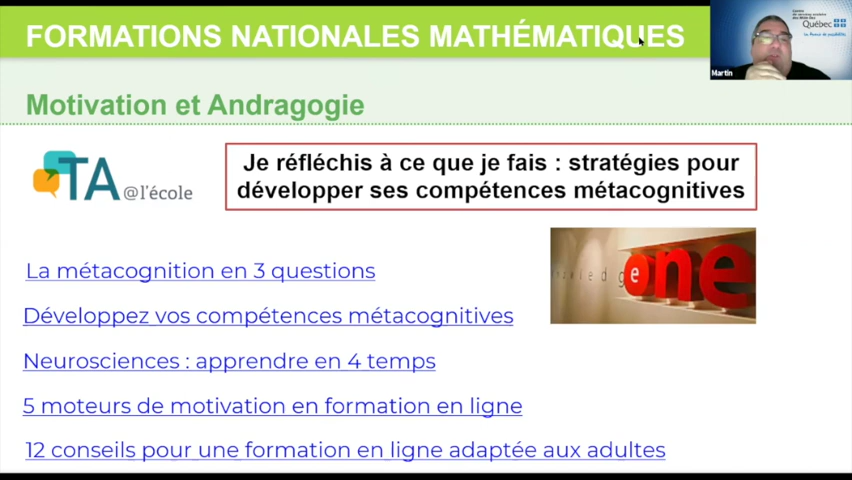 FORMATIONS NATIONALES MATHÉMATIQUES
Martin
Québec
Motivation et Andragogie
TA @l'école
Je réfléchis à ce que je fais : stratégies pour
développer ses compétences métacognitives
one
La métacognition en 3 questions
Développez vos compétences métacognitives
Neurosciences : apprendre en 4 temps
5 moteurs de motivation en formation en ligne
12 conseils pour une formation en ligne adaptée aux adultes